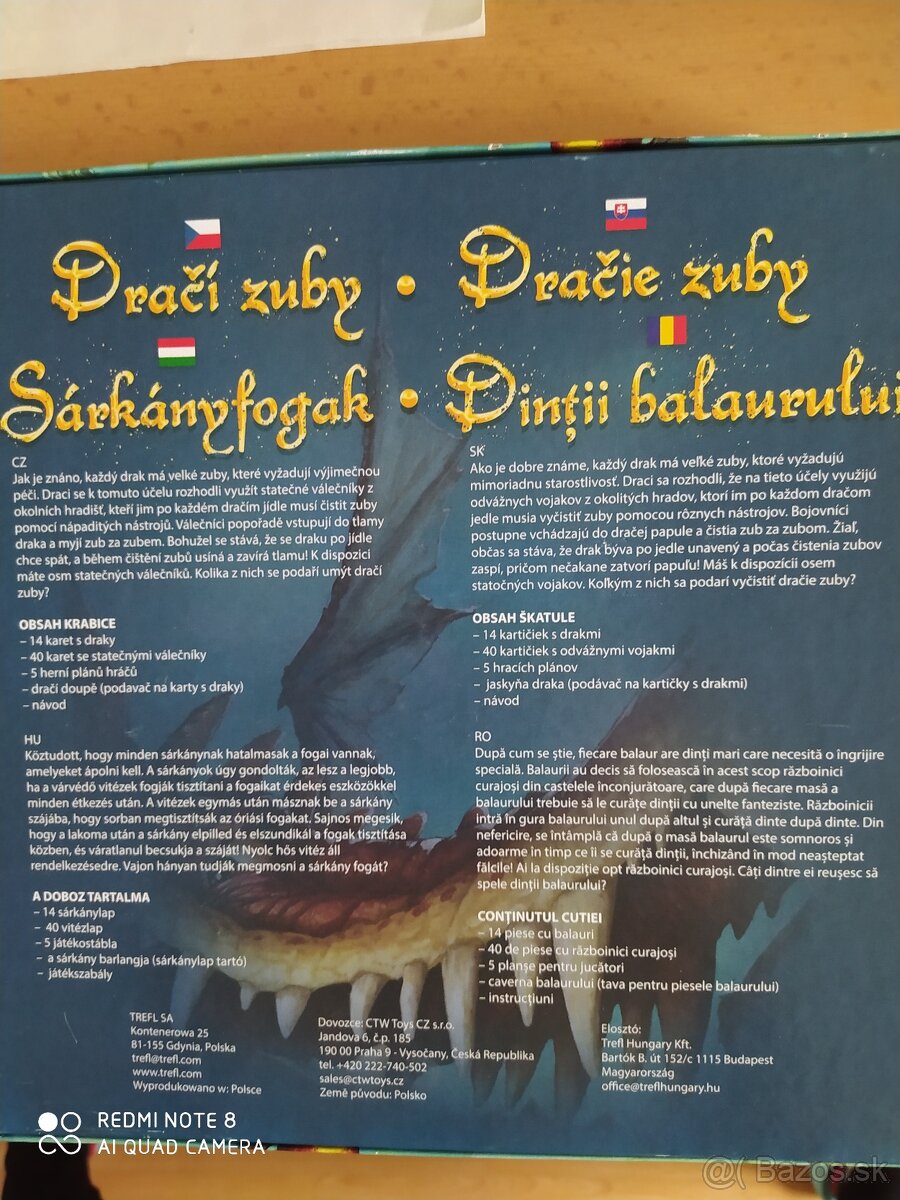 Dračí zuby • Dračie zuby
Sárkányfogak • Dinții balaurului
CZ
Jak je známo, každý drak má velké zuby, které vyžadují výjimečnou
péči. Draci se k tomuto účelu rozhodli využít statečné válečníky z
okolních hradišť, kteří jim po každém dračím jídle musí čistit zuby
pomocí nápaditých nástrojů. Válečníci popořadě vstupují do tlamy
draka a myjí zub za zubem. Bohužel se stává, že se draku po jídle
chce spát, a během čištění zubů usíná a zavírá tlamu! K dispozici
máte osm statečných válečníků. Kolika z nich se podaří umýt dračí
zuby?
OBSAH KRABICE
– 14 karet s draky
– 40 karet se statečnými válečníky
– 5 herní plánů hráčů
– dračí doupě (podavač na karty s draky)
– návod
SK
Ako je dobre známe, každý drak má veľké zuby, ktoré vyžadujú
mimoriadnu starostlivosť. Draci sa rozhodli, že na tieto účely využijú
odvážnych vojakov z okolitých hradov, ktorí im po každom dračom
jedle musia vyčistiť zuby pomocou rôznych nástrojov. Bojovníci
postupne vchádzajú do dračej papule a čistia zub za zubom. Žiaľ,
občas sa stáva, že drak býva po jedle unavený a počas čistenia zubov
zaspí, pričom nečakane zatvorí papuľu! Máš k dispozícii osem
statočných vojakov. Koľkým z nich sa podarí vyčistiť dračie zuby?
OBSAH ŠKATULE
– 14 kartičiek s drakmi
– 40 kartičiek s odvážnymi vojakmi
– 5 hracích plánov
– jaskyňa draka (podávač na kartičky s drakmi)
– návod
HU
Köztudott, hogy minden sárkánynak hatalmasak a fogai vannak,
amelyeket ápolni kell. A sárkányok úgy gondolták, az lesz a legjobb,
ha a várvédő vitézek fogják tisztítani a fogaikat érdekes eszközökkel
minden étkezés után. A vitézek egymás után másznak be a sárkány
szájába, hogy sorban megtisztítsák az óriási fogakat. Sajnos megesik,
hogy a lakoma után a sárkány elpilled és elszundikál a fogak tisztítása
közben, és váratlanul becsukja a száját! Nyolc hős vitéz áll
rendelkezésedre. Vajon hányan tudják megmosni a sárkány fogát?
A DOBOZ TARTALMA
– 14 sárkánylap
– 40 vitézlap
– 5 játékostábla
– a sárkány barlangja (sárkánylap tartó)
– játékszabály
RO
După cum se știe, fiecare balaur are dinți mari care necesită o îngrijire
specială. Balaurii au decis să folosească în acest scop războinici
curajoși din castelele înconjurătoare, care după fiecare masă a
balaurului trebuie să le curățe dinții cu unelte fanteziste. Războinicii
intră în gura balaurului unul după altul și curăță dinte după dinte. Din
nefericire, se întâmplă că după o masă balaurul este somnoros și
adoarme în timp ce îi se curăță dinții, închizând în mod neașteptat
fălcile! Ai la dispoziție opt războinici curajoși. Câți dintre ei reușesc să
spele dinții balaurului?
CONȚINUTUL CUTIEI
– 14 piese cu balauri
– 40 de piese cu războinici curajoși
– 5 planșe pentru jucători
– caverna balaurului (tava pentru piesele balaurului)
– instrucțiuni
TREFL SA
Kontenerowa 25
81-155 Gdynia, Polska
trefl@trefl.com
www.trefl.com
Wyprodukowano w: Polsce
Dovozce: CTW Toys CZ s.r.o.
Jandova 6, č.p. 185
190 00 Praha 9 - Vysočany, Česká Republika
tel. +420 222-740-502
sales@ctwtoys.cz
Země původu: Polsko
Elosztó:
Trefl Hungary Kft.
Bartók B. út 152/c 1115 Budapest
Magyarország
office@treflhungary.hu
REDMI NOTE 8
AI QUAD CAMERA
@( Bazos.sk